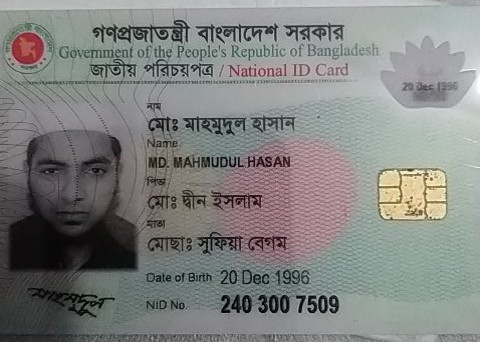 গণপ্রজাতন্ত্রী বাংলাদেশ সরকার
Government of the People's Republic of Bangladesh
জাতীয় পরিচয়পত্র / National ID Card
20 Dec 1996
নাম
মোঃ মাহমুদুল হাসান
Name
MD. MAHMUDUL HASAN
পিতা
মোঃ দ্বীন ইসলাম
মাতা
মোছাঃ সুফিয়া বেগম
Date of Birth 20 Dec 1996
NID No. 240 300 7509
মাহমুদুল